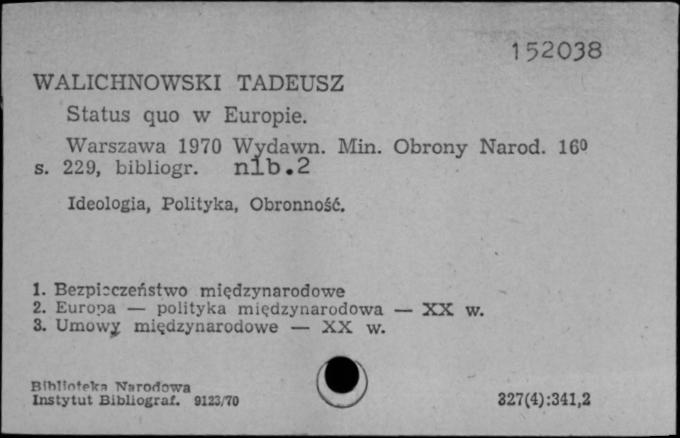 152038
WALICHNOWSKI TADEUSZ
Status quo w Europie.
Warszawa 1970 Wydawn. Min. Obrony Narod. 16⁰
s. 229, bibliogr. nlb.2
Ideologia, Polityka, Obronność.
1. Bezpieczeństwo międzynarodowe
2. Europa — polityka międzynarodowa — XX w.
3. Umowy międzynarodowe — XX w.
Biblioteka Narodowa
Instytut Bibliograf. 9123/70
327(4):341,2